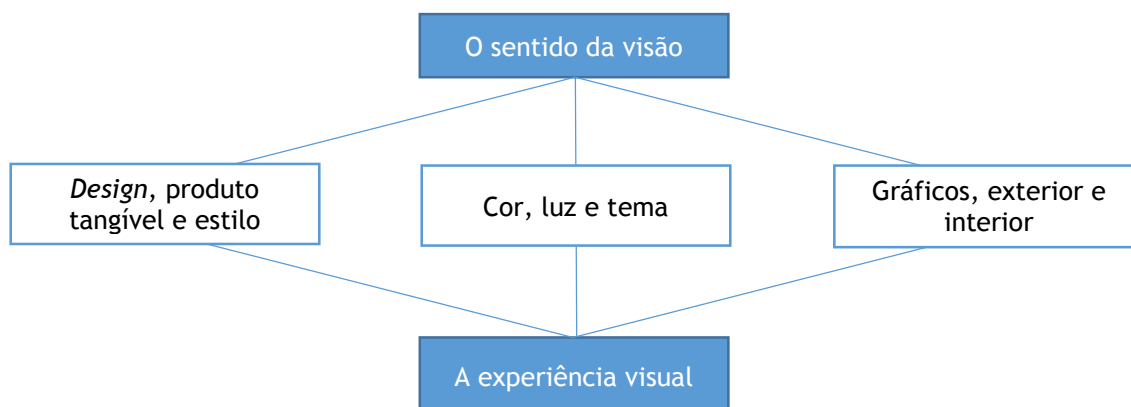 O sentido da visão
Design, produto
tangível e estilo
Cor, luz e tema
Gráficos, exterior e
interior
A experiência visual